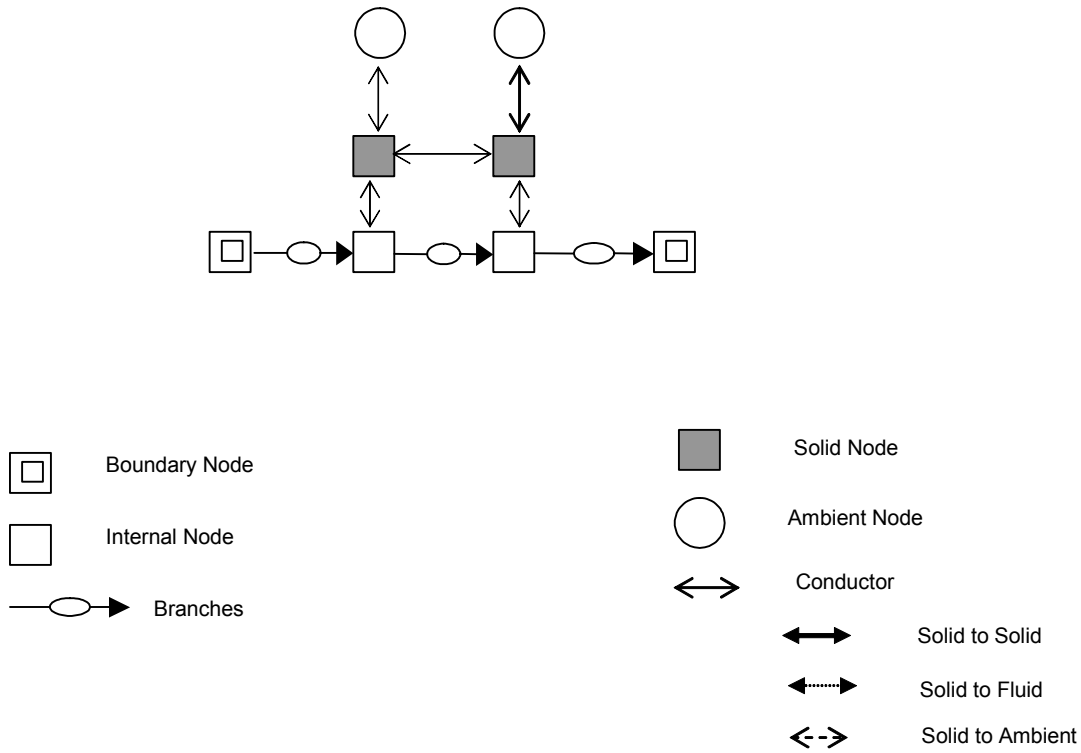 Boundary Node
Internal Node
Branches
Solid Node
Ambient Node
Conductor
Solid to Solid
Solid to Fluid
Solid to Ambient